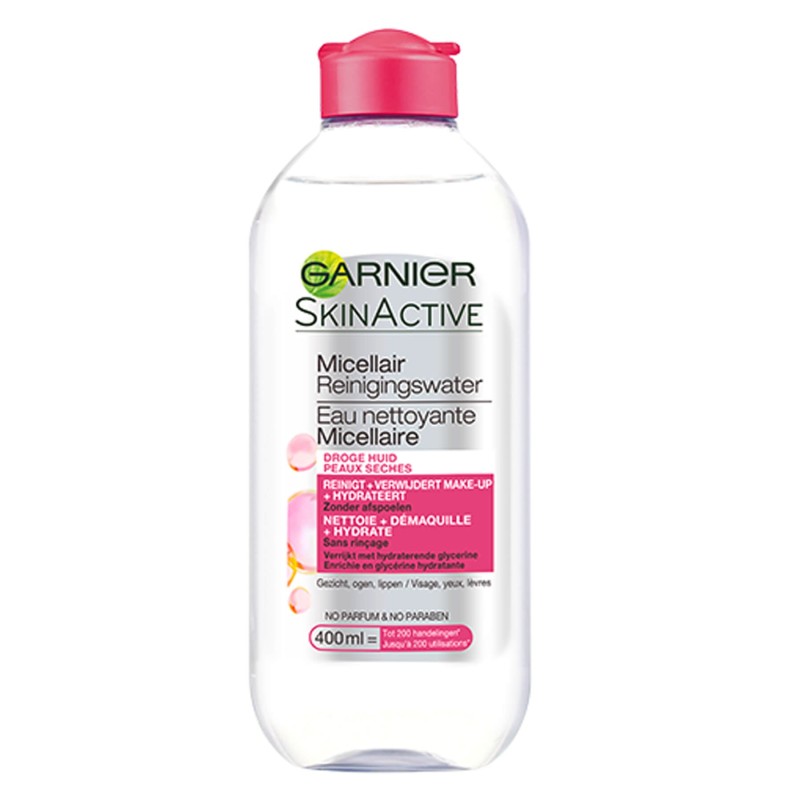 GARNIER
SKINACTIVE
Micellair
Reinigingswater
Eau nettoyante
Micellaire
DROGE HUID
PEAUX SECHES
REINIGT + VERWIJDERT MAKE-UP
+ HYDRATEERT
Zonder afspoelen
NETTOIE + DÉMAQUILLE
+ HYDRATE
Sans rinçage
Verrijkt met hydraterende glycerine
Enrichie en glycérine hydratante
Gezicht, ogen, lippen / Visage, yeux, lèvres
NO PARFUM & NO PARABEN
400ml = Tot 200 handelingen*
Jusqu'à 200 utilisations*